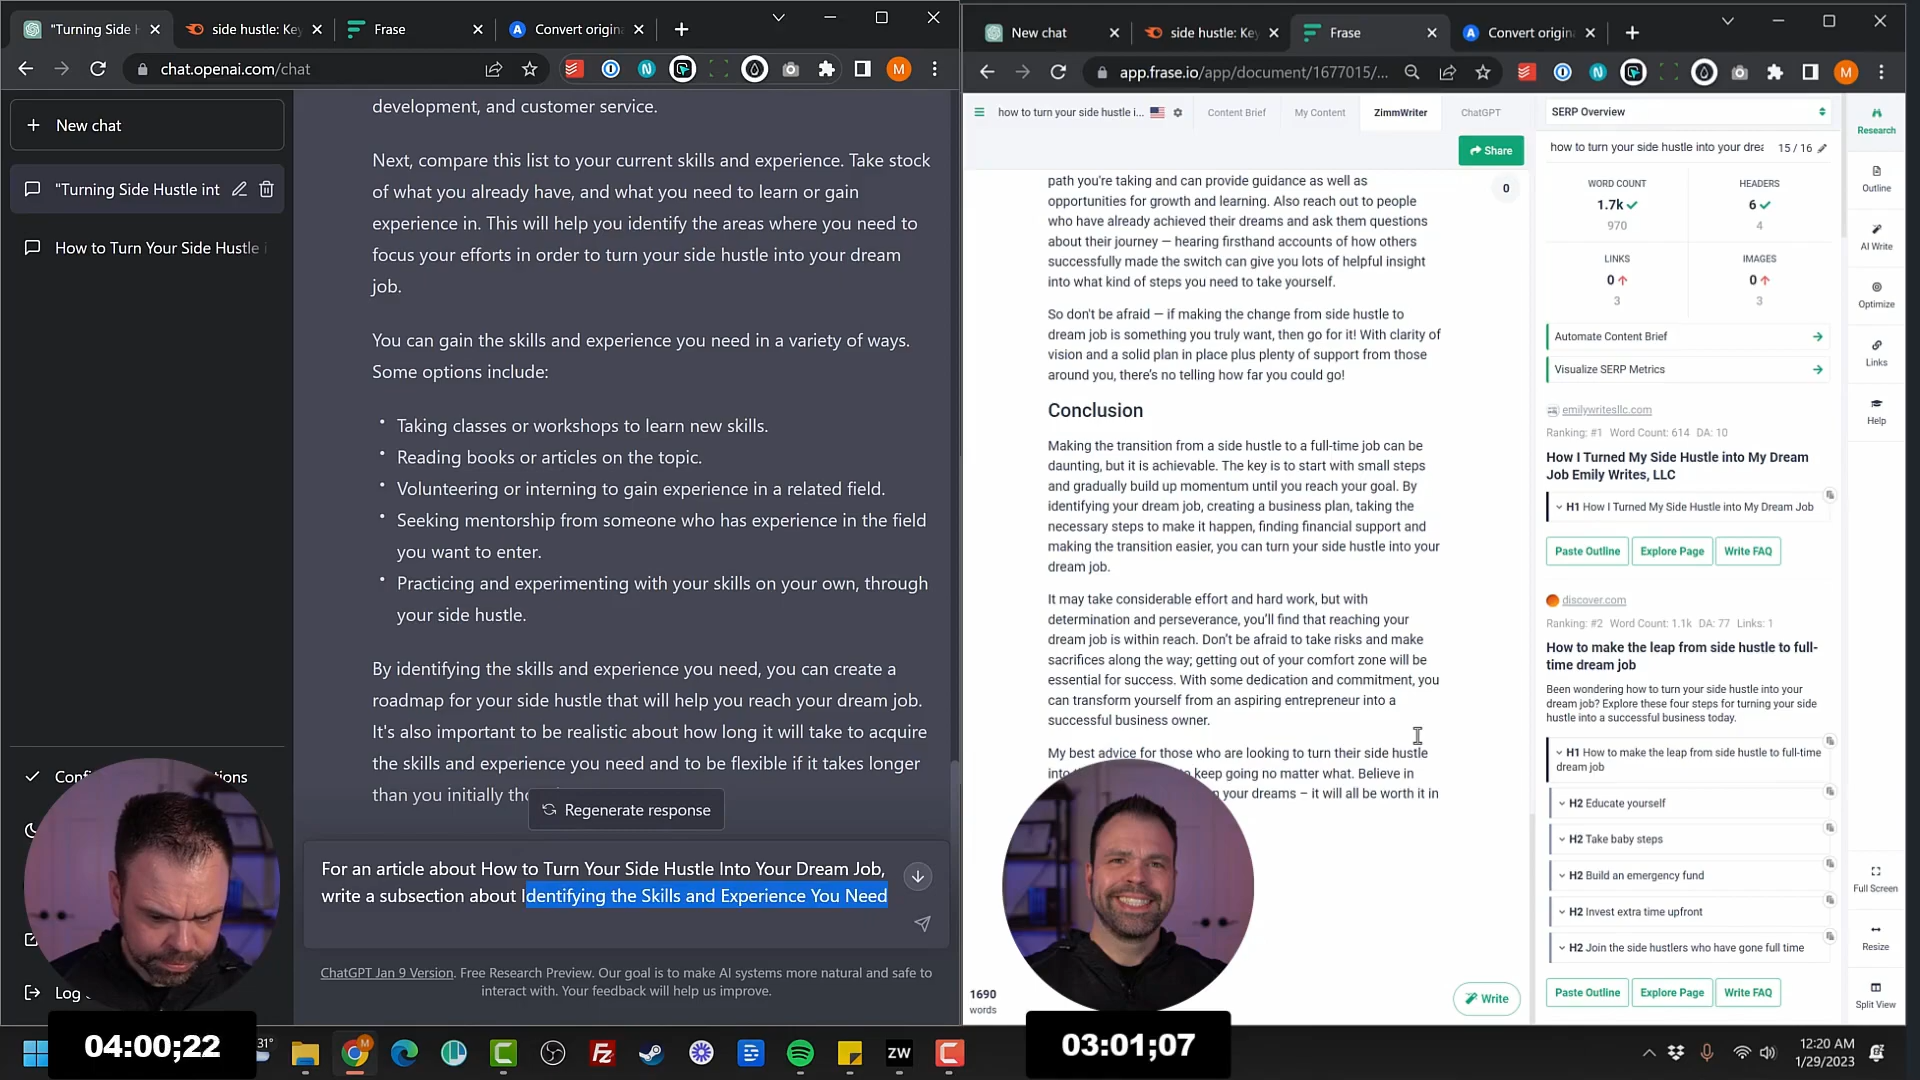 "Turning Side H
side hustle: Key
Frase
Convert origina
chat.openai.com/chat
M
New chat
"Turning Side Hustle int
How to Turn Your Side Hustle i
development, and customer service.
Next, compare this list to your current skills and experience. Take stock
of what you already have, and what you need to learn or gain
experience in. This will help you identify the areas where you need to
focus your efforts in order to turn your side hustle into your dream
job.
You can gain the skills and experience you need in a variety of ways.
Some options include:
Taking classes or workshops to learn new skills.
Reading books or articles on the topic.
Volunteering or interning to gain experience in a related field.
Seeking mentorship from someone who has experience in the field
you want to enter.
Practicing and experimenting with your skills on your own, through
your side hustle.
By identifying the skills and experience you need, you can create a
roadmap for your side hustle that will help you reach your dream job.
It's also important to be realistic about how long it will take to acquire
the skills and experience you need and to be flexible if it takes longer
than you initially tho
Regenerate response
For an article about How to Turn Your Side Hustle Into Your Dream Job,
write a subsection about Identifying the Skills and Experience You Need
ChatGPT Jan 9 Version. Free Research Preview. Our goal is to make AI systems more natural and safe to
interact with. Your feedback will help us improve.
Log
04:00;22
31°
New chat
side hustle: Key
Frase
Convert origina
app.frase.io/app/document/1677015/...
M
how to turn your side hustle i...
Content Brief
My Content
ZimmWriter
ChatGPT
Share
0
path you're taking and can provide guidance as well as
opportunities for growth and learning. Also reach out to people
who have already achieved their dreams and ask them questions
about their journey — hearing firsthand accounts of how others
successfully made the switch can give you lots of helpful insight
into what kind of steps you need to take yourself.
So don't be afraid — if making the change from side hustle to
dream job is something you truly want, then go for it! With clarity of
vision and a solid plan in place plus plenty of support from those
around you, there's no telling how far you could go!
Conclusion
Making the transition from a side hustle to a full-time job can be
daunting, but it is achievable. The key is to start with small steps
and gradually build up momentum until you reach your goal. By
identifying your dream job, creating a business plan, taking the
necessary steps to make it happen, finding financial support and
making the transition easier, you can turn your side hustle into your
dream job.
It may take considerable effort and hard work, but with
determination and perseverance, you'll find that reaching your
dream job is within reach. Don't be afraid to take risks and make
sacrifices along the way; getting out of your comfort zone will be
essential for success. With some dedication and commitment, you
can transform yourself from an aspiring entrepreneur into a
successful business owner.
My best advice for those who are looking to turn their side hustle
keep going no matter what. Believe in
your dreams – it will all be worth it in
1690
words
Write
SERP Overview
how to turn your side hustle into your drea
15 / 16
WORD COUNT
HEADERS
1.7k
6
970
4
LINKS
IMAGES
0
0
3
3
Automate Content Brief
Visualize SERP Metrics
emilywritesllc.com
Ranking: #1 Word Count: 614 DA: 10
How I Turned My Side Hustle into My Dream
Job Emily Writes, LLC
H1 How I Turned My Side Hustle into My Dream Job
Paste Outline
Explore Page
Write FAQ
discover.com
Ranking: #2 Word Count: 1.1k DA: 77 Links: 1
How to make the leap from side hustle to full-
time dream job
Been wondering how to turn your side hustle into your
dream job? Explore these four steps for turning your side
hustle into a successful business today.
H1 How to make the leap from side hustle to full-time
dream job
H2 Educate yourself
H2 Take baby steps
H2 Build an emergency fund
H2 Invest extra time upfront
H2 Join the side hustlers who have gone full time
Paste Outline
Explore Page
Write FAQ
Research
Outline
AI Write
Optimize
Links
Help
Full Screen
Resize
Split View
03:01;07
ZW
12:20 AM
1/29/2023